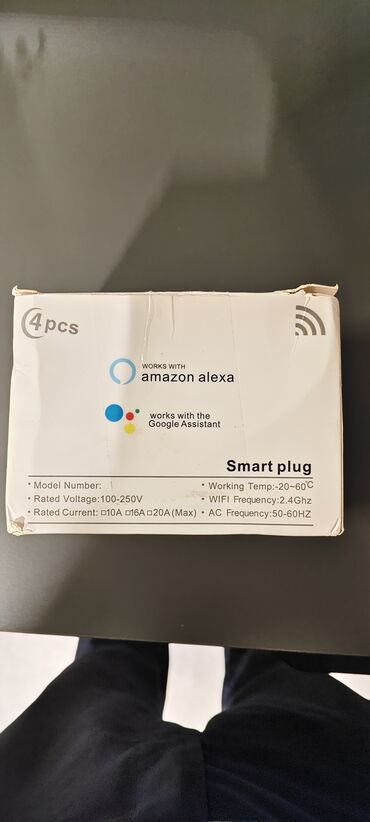 4pcs
WORKS WITH
amazon alexa
works with the
Google Assistant
Smart plug
• Model Number:
• Rated Voltage:100-250V
• Rated Current: □10A □16A □20A(Max)
• Working Temp:-20~60℃
• WIFI Frequency:2.4Ghz
• AC Frequency:50-60HZ